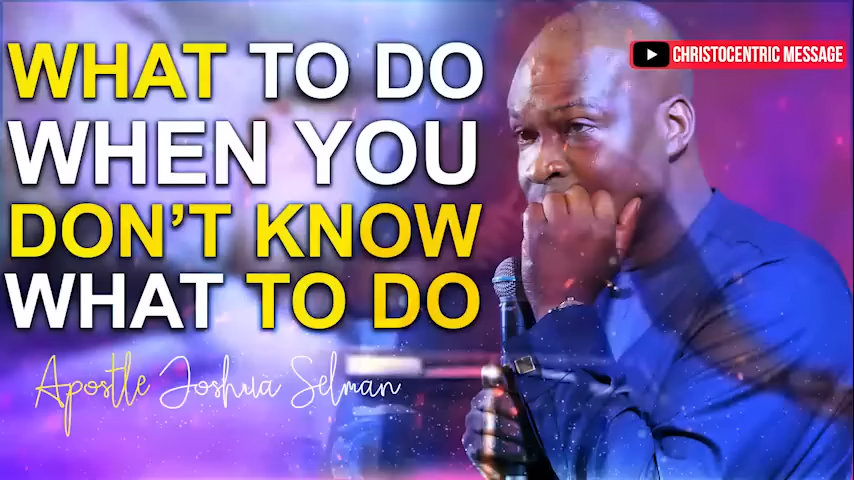 WHAT TO DO
WHEN YOU
DON'T KNOW
WHAT TO DO
Apostle Joshua Selman
CHRISTOCENTRIC MESSAGE